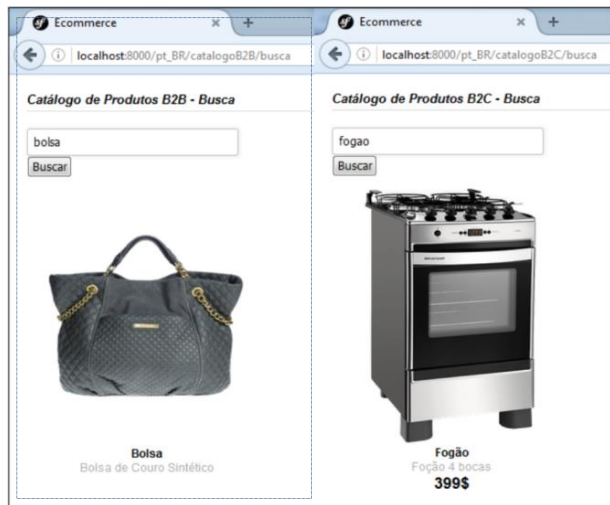 Ecommerce
localhost:8000/pt_BR/catalogoB2B/busca
Catálogo de Produtos B2B - Busca
bolsa
Buscar
Bolsa
Bolsa de Couro Sintético
Ecommerce
localhost:8000/pt_BR/catalogoB2C/busca
Catálogo de Produtos B2C - Busca
fogao
Buscar
Fogão
Foção 4 bocas
399$